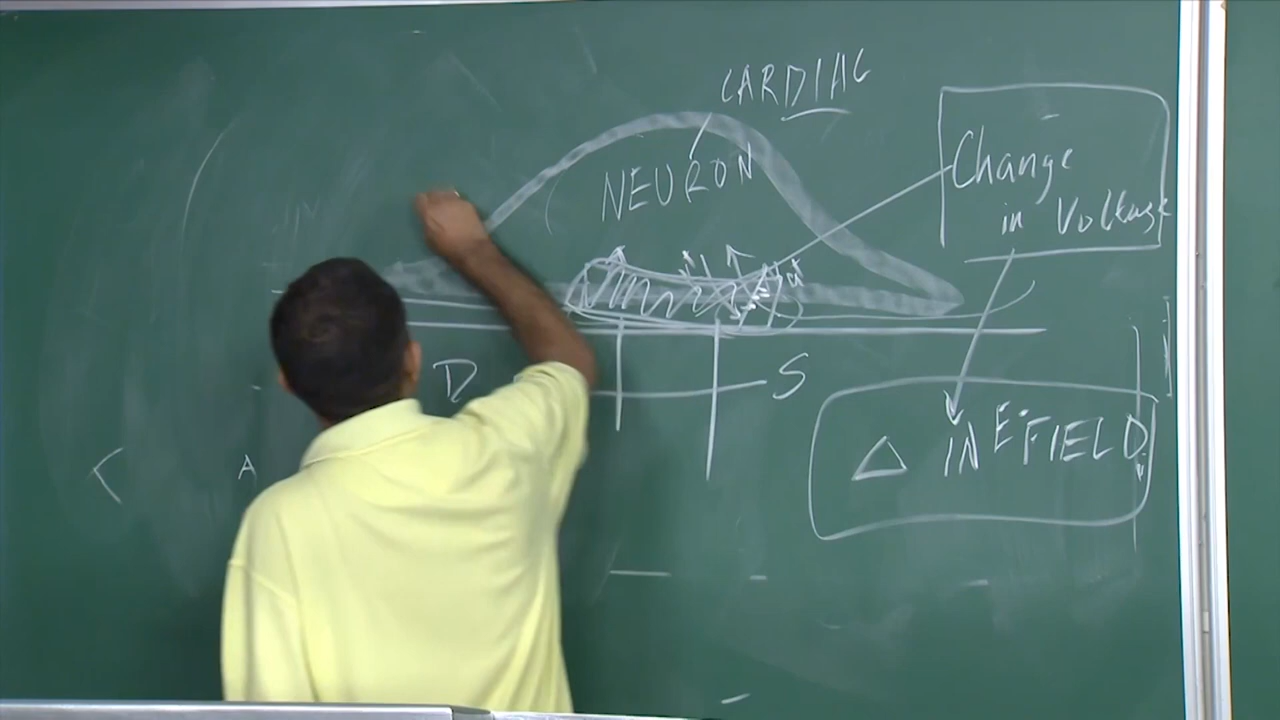 CARDIAC
NEURON
Change
in Voltage
D
S
A
Δ IN E-FIELD